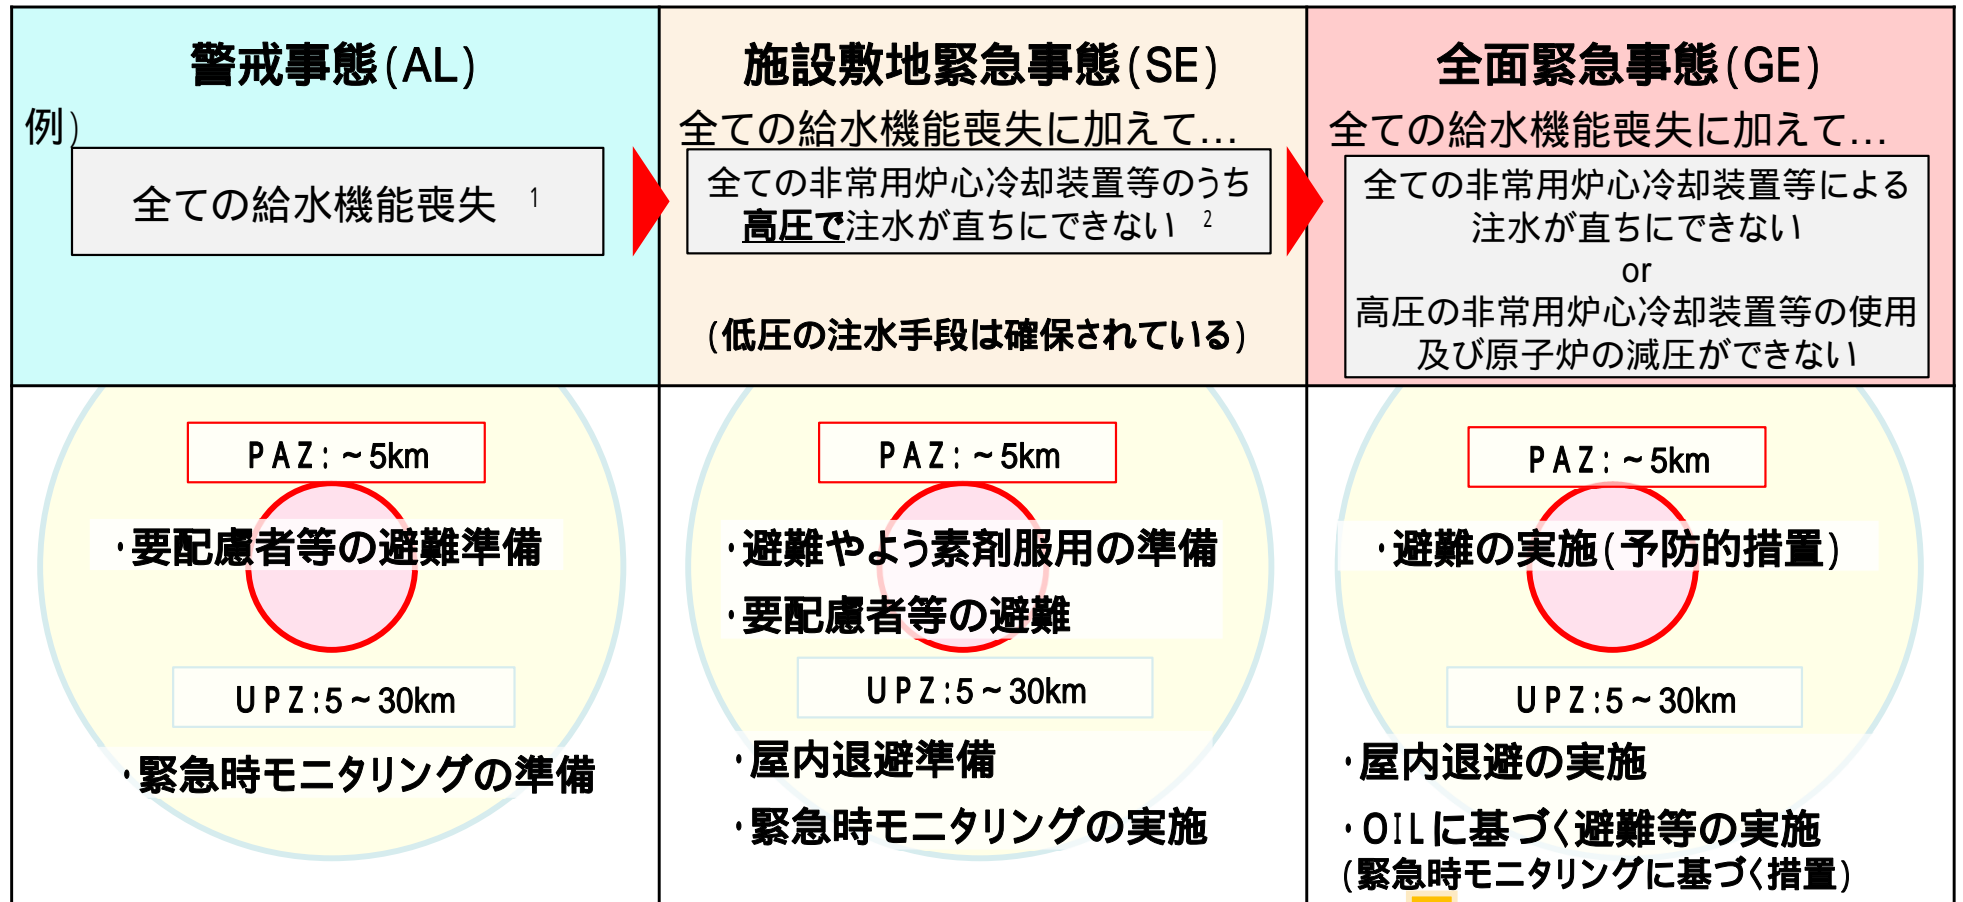 警戒事態(AL)
例)
全ての給水機能喪失 1
PAZ:~5km
・要配慮者等の避難準備
UPZ:5~30km
・緊急時モニタリングの準備
施設敷地緊急事態(SE)
全ての給水機能喪失に加えて…
全ての非常用炉心冷却装置等のうち
高圧で注水が直ちにできない 2
(低圧の注水手段は確保されている)
PAZ:~5km
・避難やよう素剤服用の準備
・要配慮者等の避難
UPZ:5~30km
・屋内退避準備
・緊急時モニタリングの実施
全面緊急事態(GE)
全ての給水機能喪失に加えて…
全ての非常用炉心冷却装置等による
注水が直ちにできない
or
高圧の非常用炉心冷却装置等の使用
及び原子炉の減圧ができない
PAZ:~5km
・避難の実施(予防的措置)
UPZ:5~30km
・屋内退避の実施
・OILに基づく避難等の実施
(緊急時モニタリングに基づく措置)